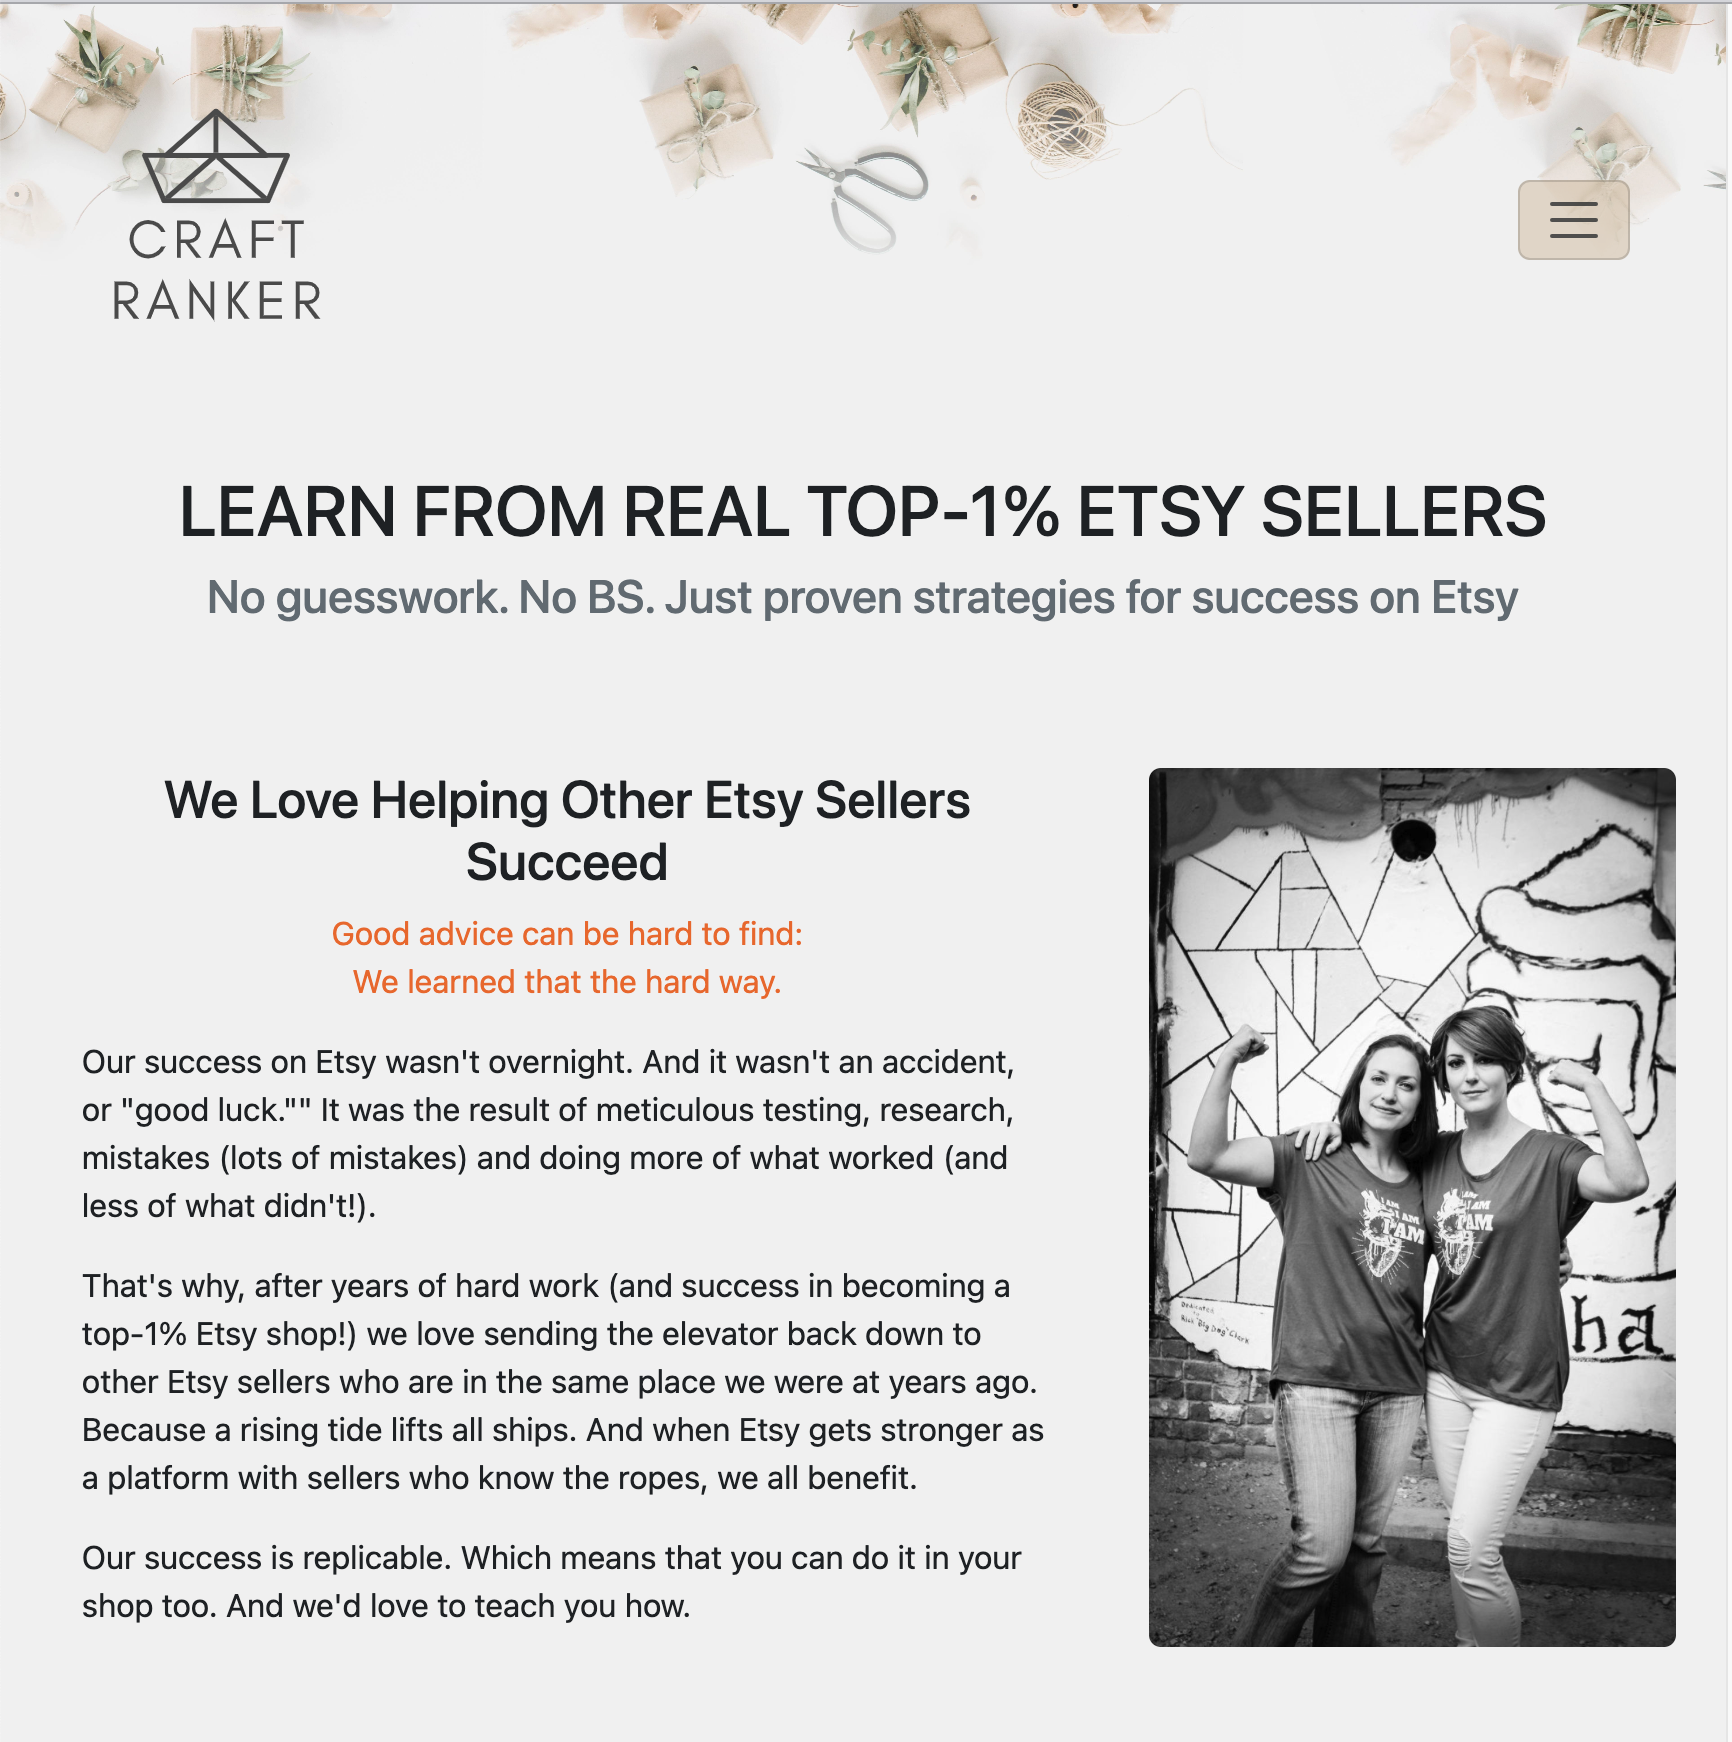 CRAFT
RANKER
LEARN FROM REAL TOP-1% ETSY SELLERS
No guesswork. No BS. Just proven strategies for success on Etsy
We Love Helping Other Etsy Sellers
Succeed
Good advice can be hard to find:
We learned that the hard way.
Our success on Etsy wasn't overnight. And it wasn't an accident,
or "good luck."" It was the result of meticulous testing, research,
mistakes (lots of mistakes) and doing more of what worked (and
less of what didn't!).
That's why, after years of hard work (and success in becoming a
top-1% Etsy shop!) we love sending the elevator back down to
other Etsy sellers who are in the same place we were at years ago.
Because a rising tide lifts all ships. And when Etsy gets stronger as
a platform with sellers who know the ropes, we all benefit.
Our success is replicable. Which means that you can do it in your
shop too. And we'd love to teach you how.
I AM
I AM
I AM
I AM
Dedicated
to
Rick "Big Dog" Clark
ha